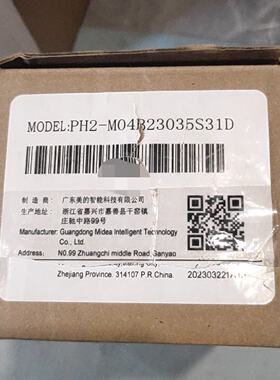 MODEL:PH2-M04B23035S31D
制 造 商: 广东美的智能科技有限公司
生产地址: 浙江省嘉兴市嘉善县干窑镇
庄驰中路99号
Manufacturer: Guangdong Midea Intelligent Technology
Co., Ltd.
Address: N0.99 Zhuangchi middle Road, Ganyao
Zhejiang Province. 314107 P.R.China.
20230322